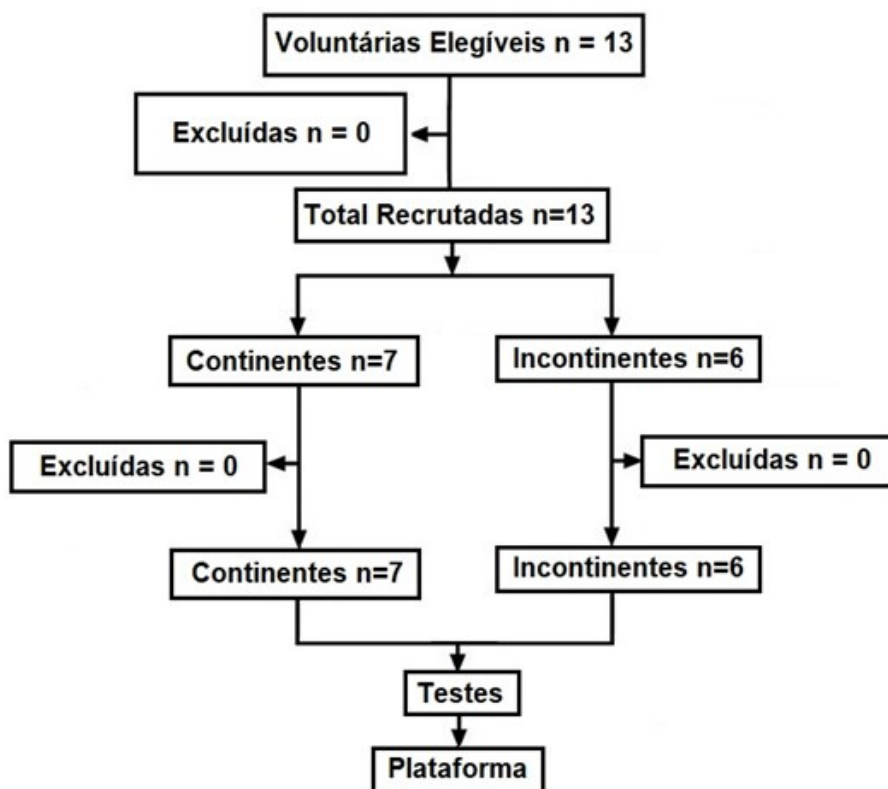 Voluntárias Elegíveis n = 13
Excluídas n = 0
Total Recrutadas n=13
Continentes n=7
Incontinentes n=6
Excluídas n = 0
Excluídas n = 0
Continentes n=7
Incontinentes n=6
Testes
Plataforma